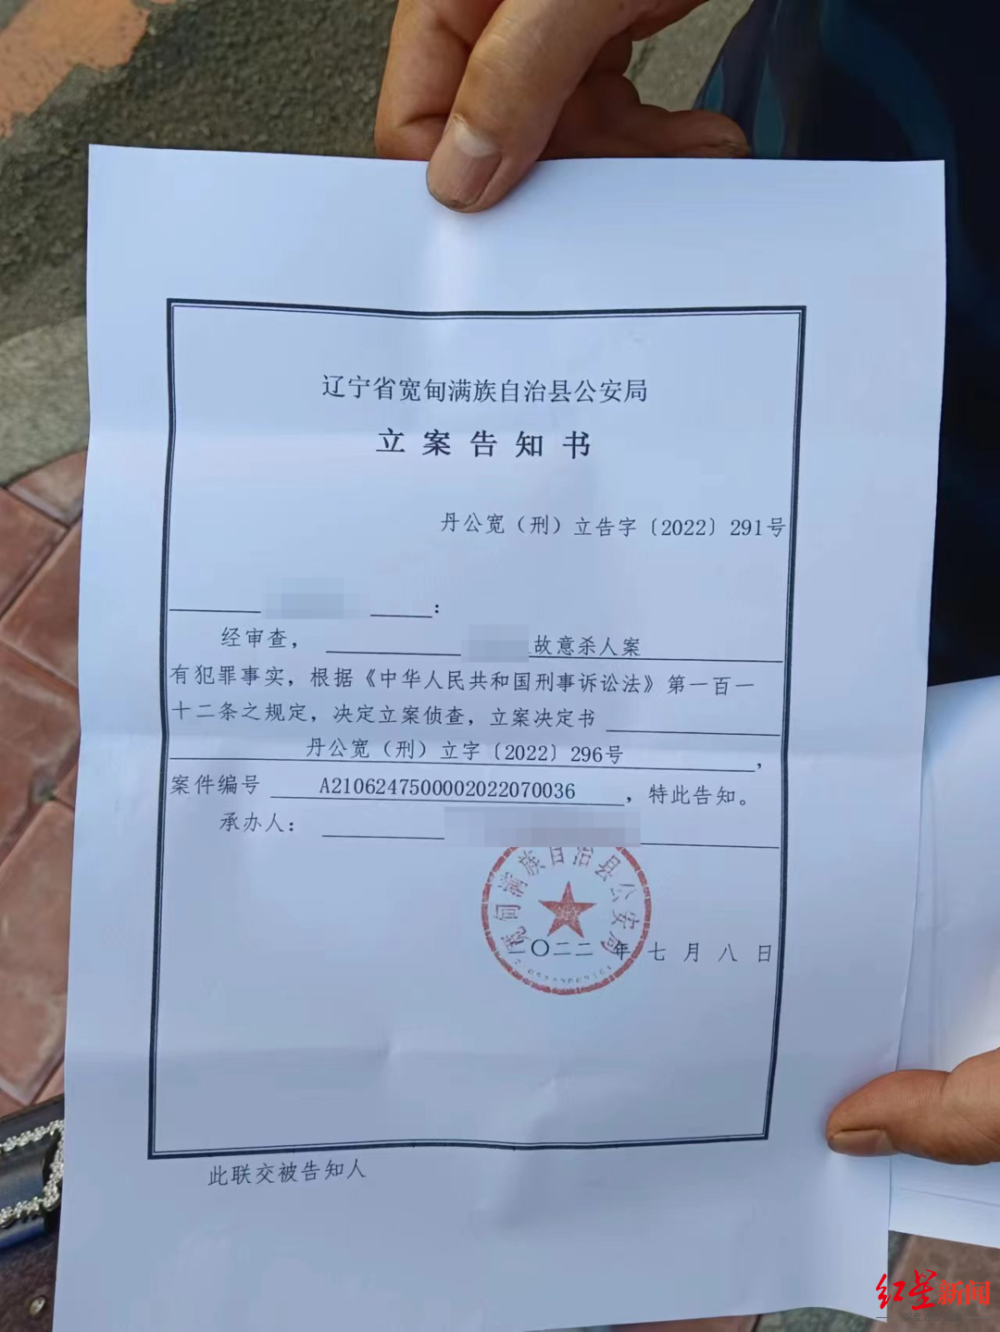 辽宁省宽甸满族自治县公安局
立案告知书
丹公宽（刑）立告字〔2022〕291号
：
经审查，故意杀人案
有犯罪事实，根据《中华人民共和国刑事诉讼法》第一百一
十二条之规定，决定立案侦查，立案决定书
丹公宽（刑）立字〔2022〕296号，
案件编号 A2106247500002022070036，特此告知。
承办人：
宽甸满族自治县公安局
二〇二二年七月八日
此联交被告知人
红星新闻